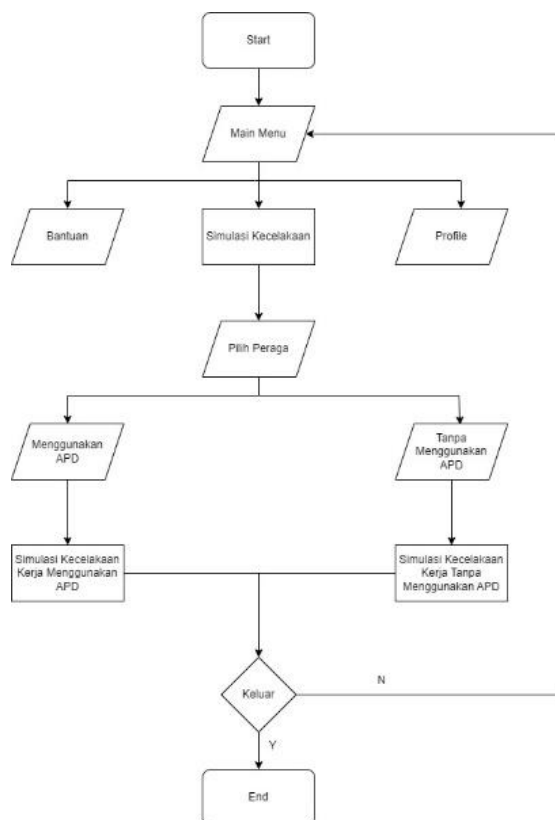 Start
Main Menu
Bantuan
Simulasi Kecelakaan
Profile
Pilih Peraga
Menggunakan
APD
Tanpa
Menggunakan
APD
Simulasi Kecelakaan
Kerja Menggunakan
APD
Simulasi Kecelakaan
Kerja Tanpa
Menggunakan APD
Keluar
N
Y
End